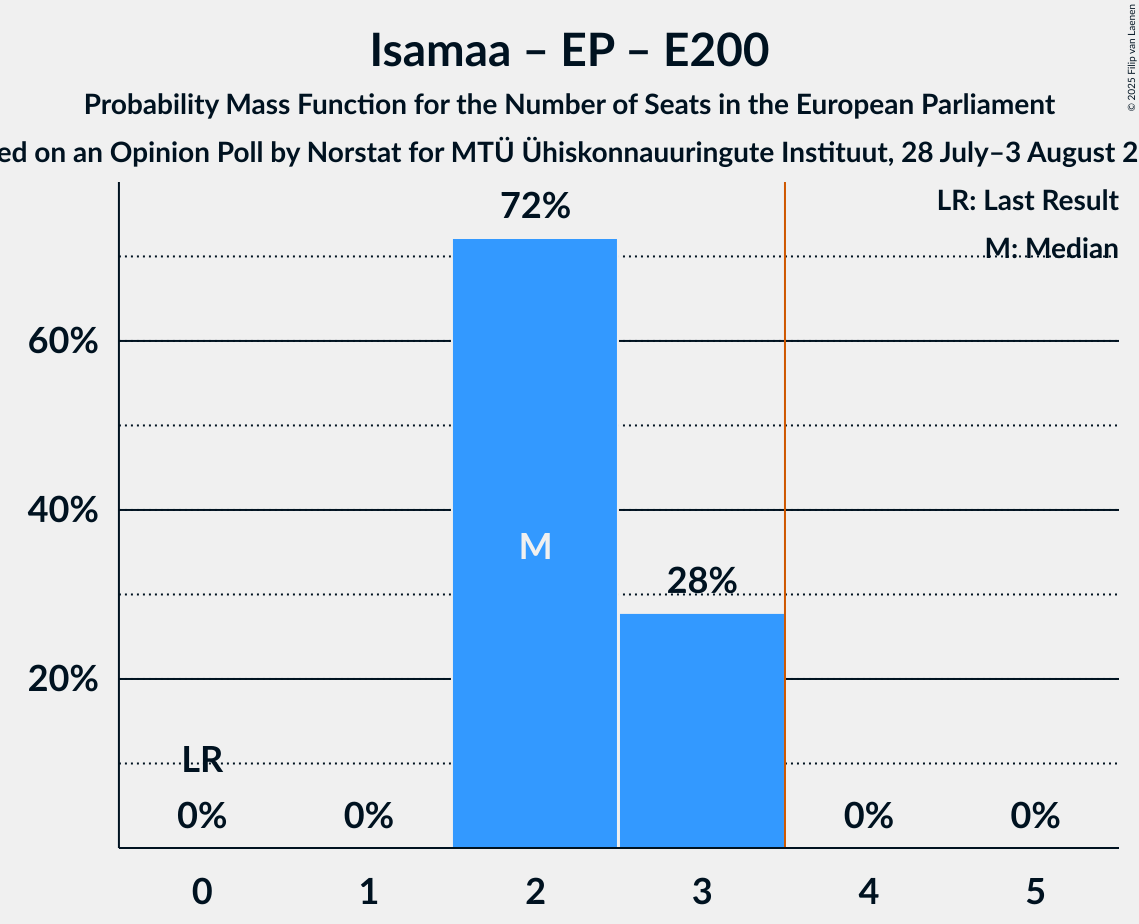 Isamaa – EP – E200
Probability Mass Function for the Number of Seats in the European Parliament
ed on an Opinion Poll by Norstat for MTÜ Ühiskonnauuringute Instituut, 28 July–3 August 2
© 2025 Filip van Laenen
LR: Last Result
M: Median
72%
60%
40%
M
28%
20%
LR
0% 0% 0% 0%
0 1 2 3 4 5